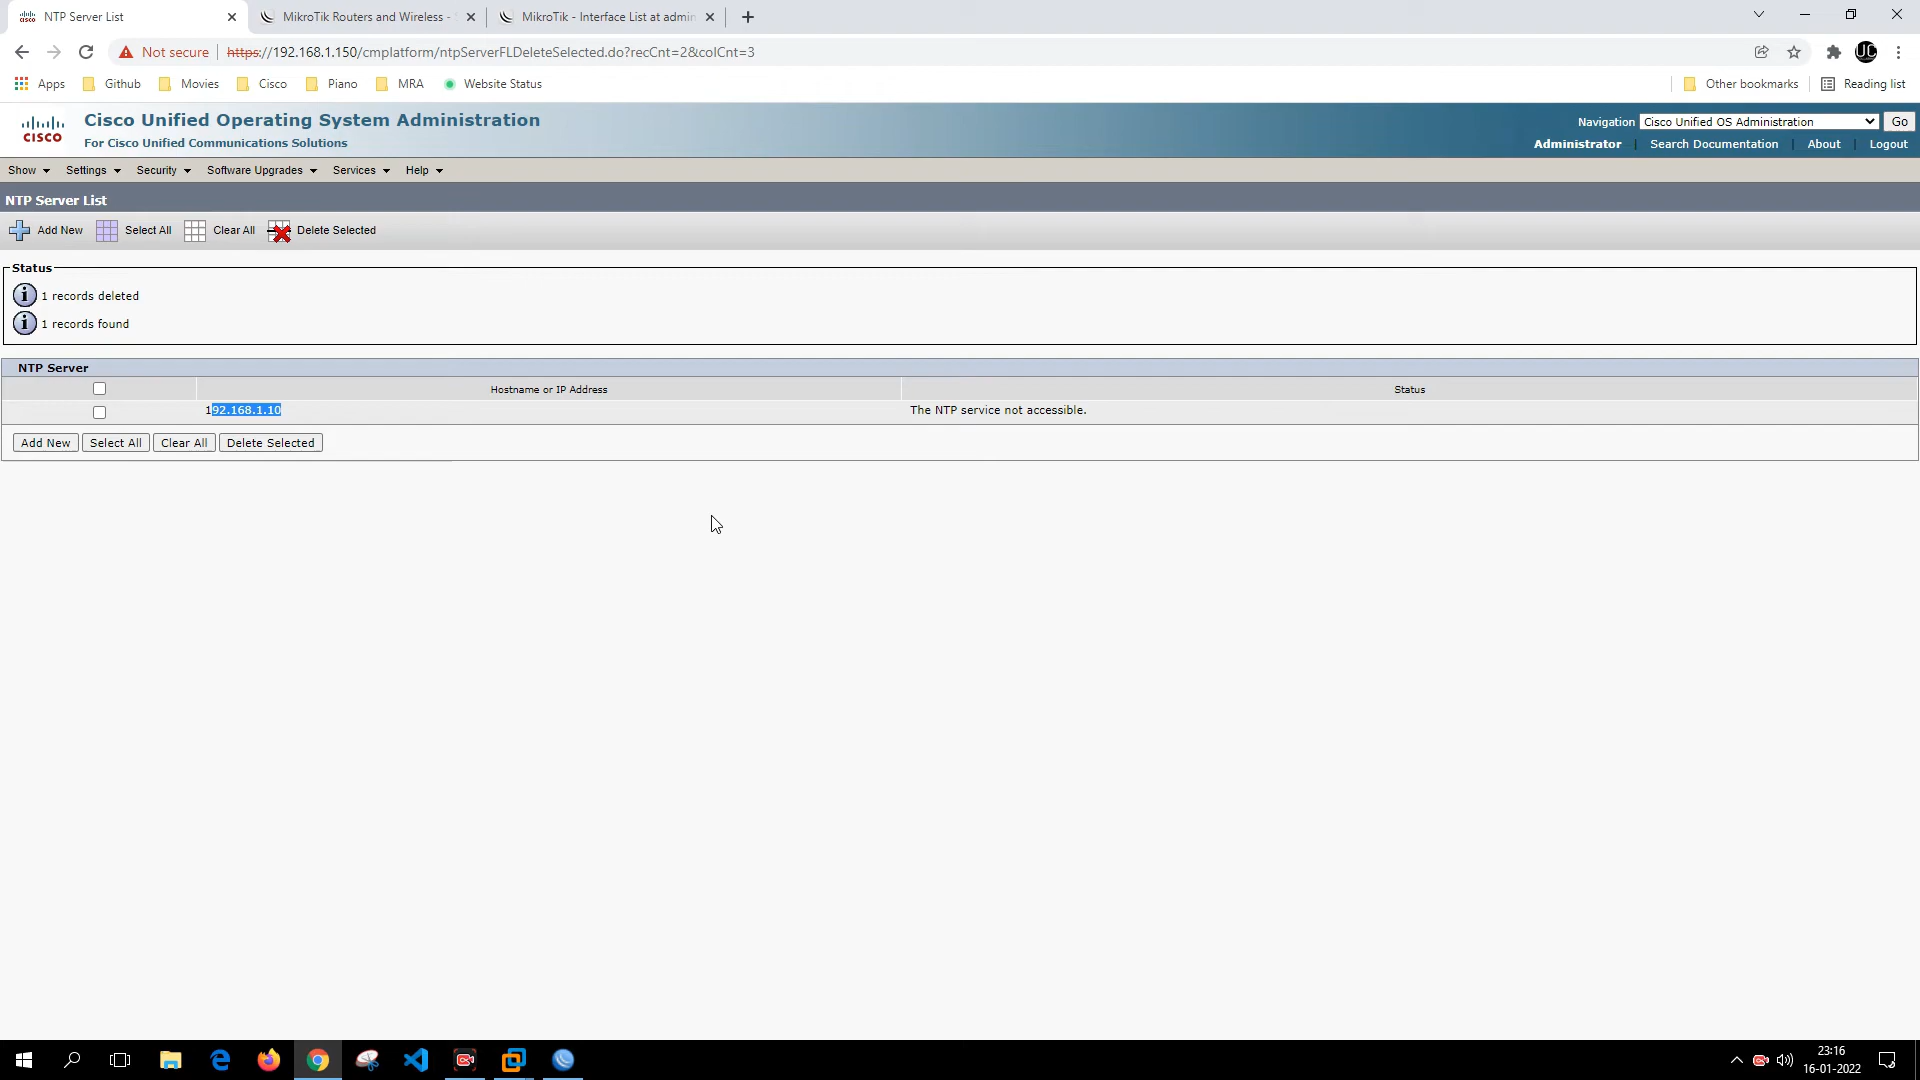 NTP Server List
MikroTik Routers and Wireless -
MikroTik - Interface List at admin
Not secure
https://192.168.1.150/cmplatform/ntpServerFLDeleteSelected.do?recCnt=2&colCnt=3
Apps
Github
Movies
Cisco
Piano
MRA
Website Status
Other bookmarks
Reading list
CISCO
Cisco Unified Operating System Administration
For Cisco Unified Communications Solutions
Navigation
Cisco Unified OS Administration
Go
Administrator
Search Documentation
About
Logout
Show
Settings
Security
Software Upgrades
Services
Help
NTP Server List
Add New
Select All
Clear All
Delete Selected
Status
1 records deleted
1 records found
NTP Server
Hostname or IP Address
Status
192.168.1.10
The NTP service not accessible.
Add New
Select All
Clear All
Delete Selected
23:16
16-01-2022